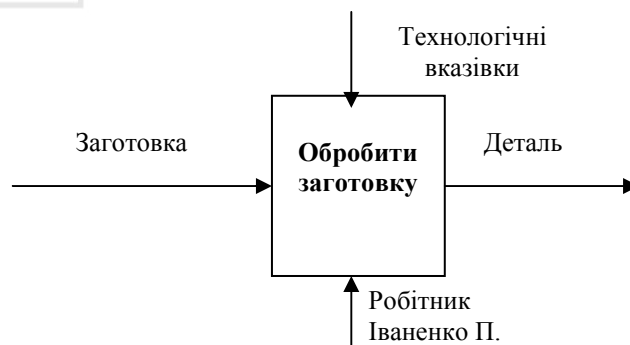 Технологічні
вказівки
Заготовка
Обробити
заготовку
Деталь
Робітник
Іваненко П.